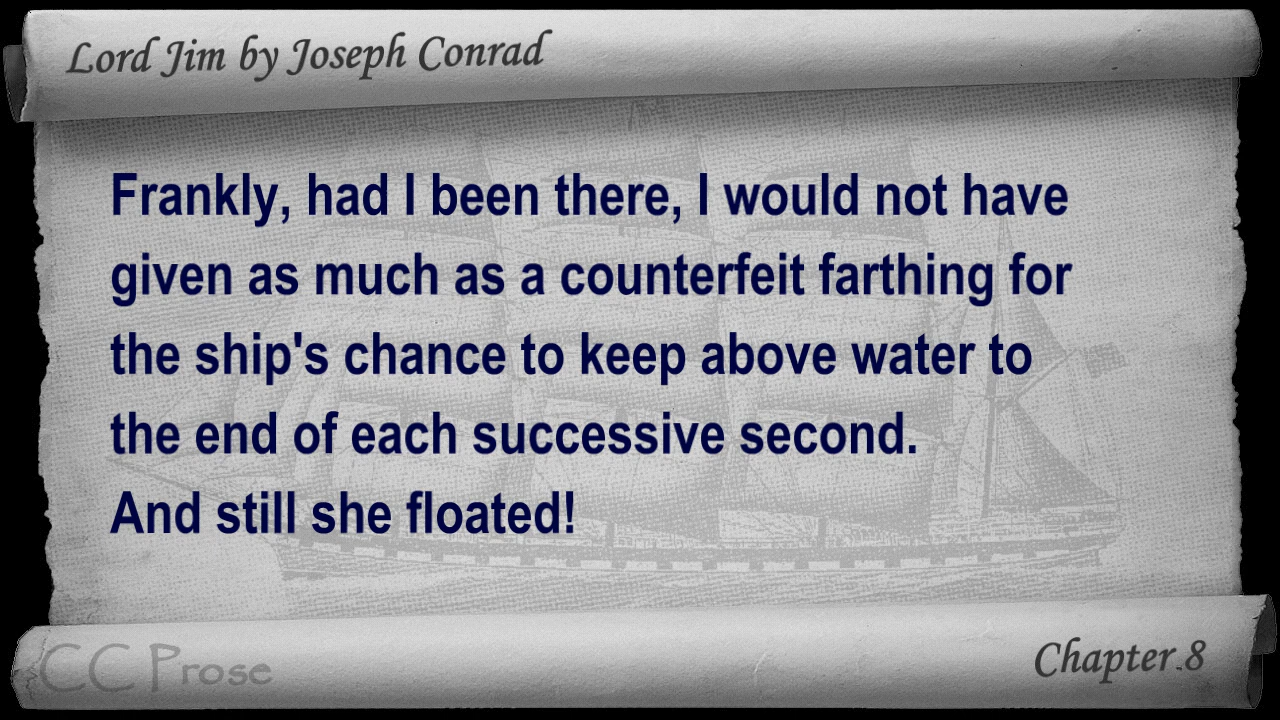 Lord Jim by Joseph Conrad
Frankly, had I been there, I would not have
given as much as a counterfeit farthing for
the ship's chance to keep above water to
the end of each successive second.
And still she floated!
CC Prose
Chapter 8